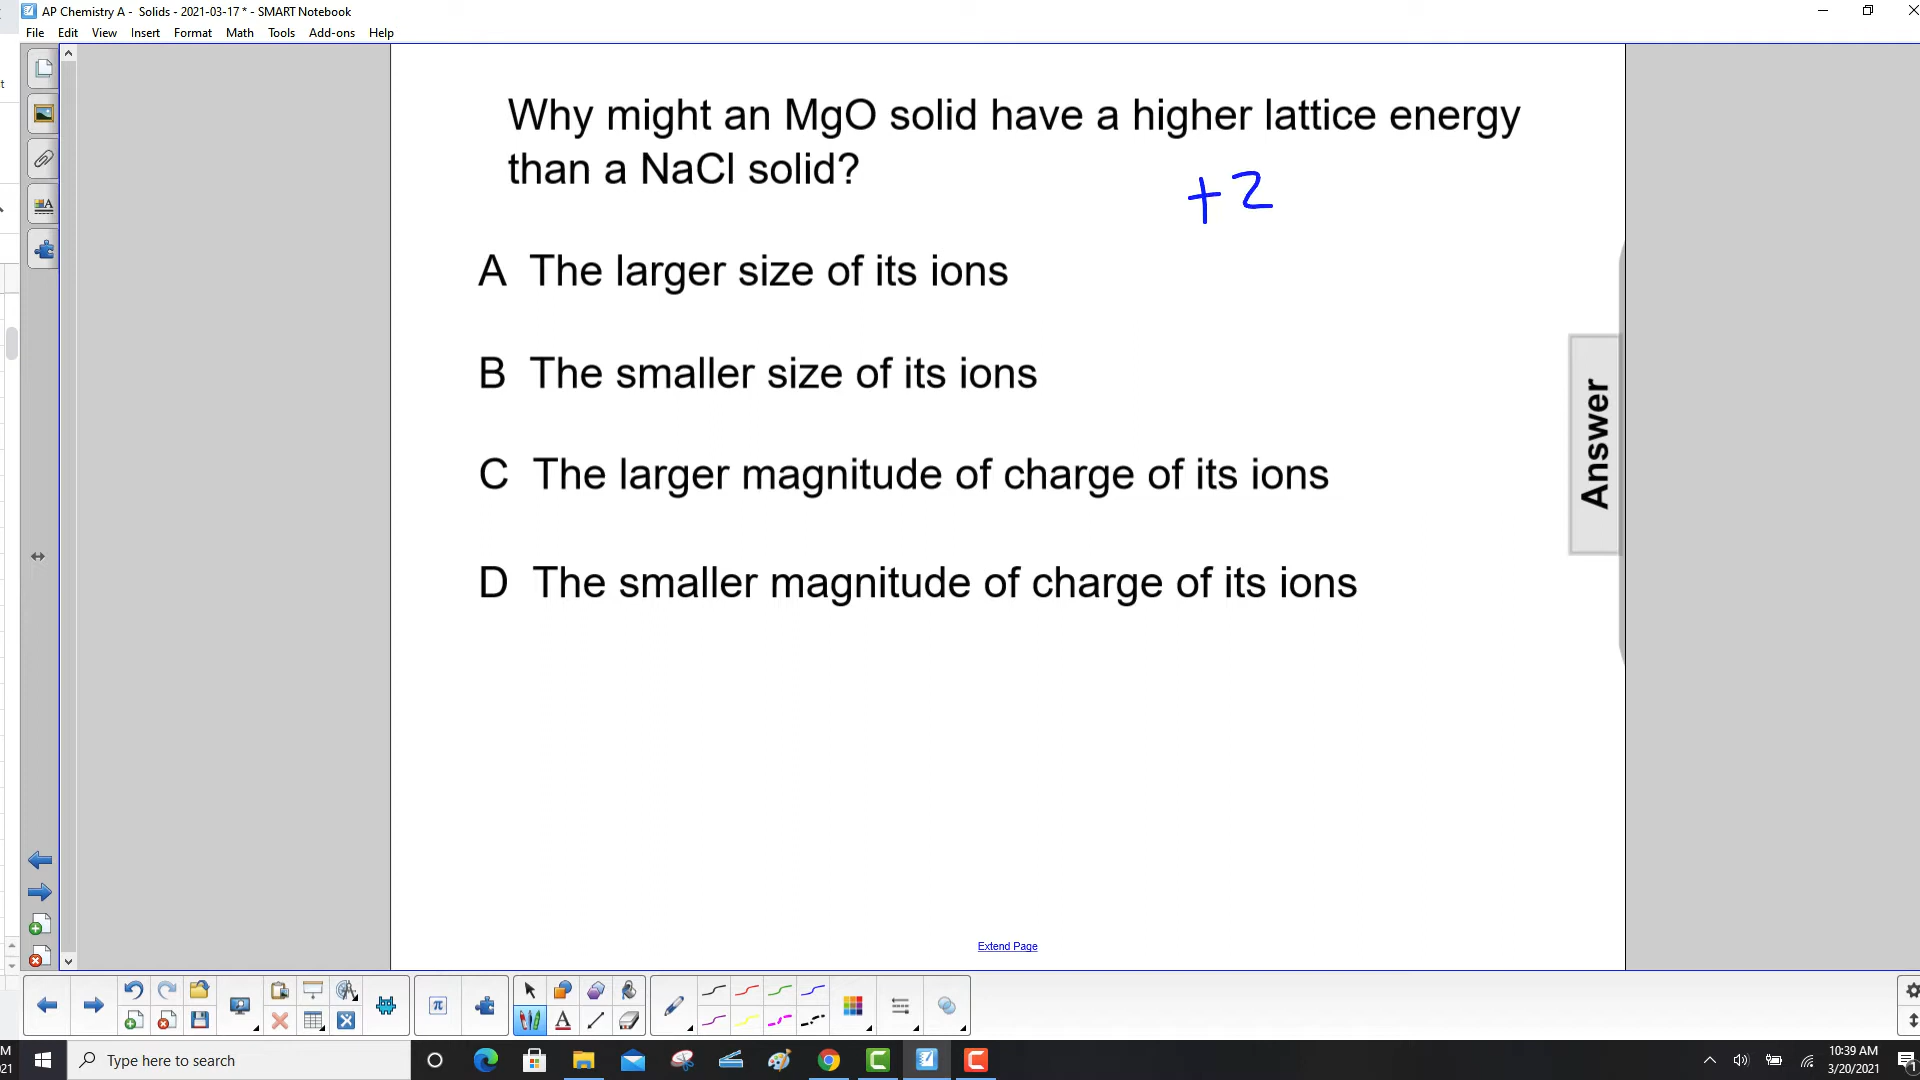 AP Chemistry A - Solids - 2021-03-17 * - SMART Notebook
File Edit View Insert Format Math Tools Add-ons Help
Why might an MgO solid have a higher lattice energy
than a NaCl solid?
+2
A The larger size of its ions
B The smaller size of its ions
C The larger magnitude of charge of its ions
D The smaller magnitude of charge of its ions
Answer
Extend Page
Type here to search
10:39 AM
3/20/2021